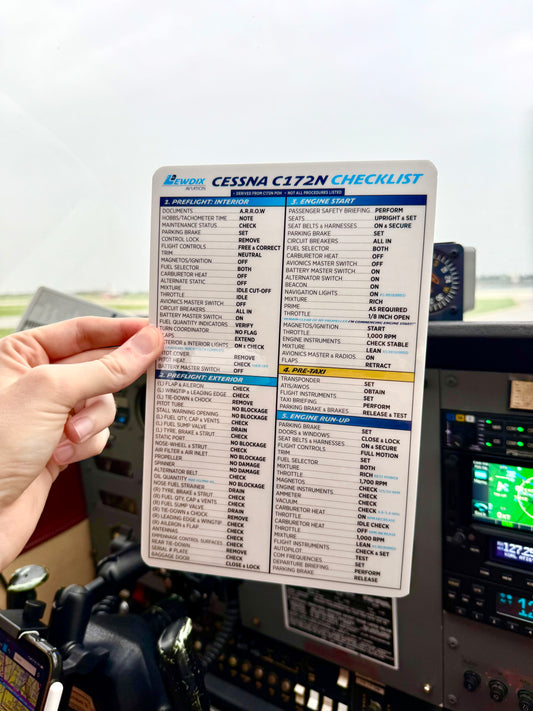 LEWDIX
AVIATION
CESSNA C172N CHECKLIST
• DERIVED FROM C172N POH • NOT ALL PROCEDURES LISTED
1. PREFLIGHT: INTERIOR
DOCUMENTS A.R.R.O.W
HOBBS/TACHOMETER TIME NOTE
MAINTENANCE STATUS CHECK
PARKING BRAKE SET
CONTROL LOCK REMOVE
FLIGHT CONTROLS FREE & CORRECT
TRIM NEUTRAL
MAGNETOS/IGNITION OFF
FUEL SELECTOR BOTH
ALTERNATE STATIC OFF
MIXTURE IDLE CUT-OFF
THROTTLE IDLE
AVIONICS MASTER SWITCH OFF
CIRCUIT BREAKERS ALL IN
BATTERY MASTER SWITCH ON
FUEL QUANTITY INDICATORS VERIFY
TURN COORDINATOR NO FLAG
EXTEND
INTERIOR & EXTERIOR LIGHTS ON & CHECK
PITOT COVER REMOVE
PITOT HEAT CHECK
BATTERY MASTER SWITCH OFF
2. PREFLIGHT: EXTERIOR
(L) FLAP & AILERON CHECK
(L) WINGTIP & LEADING EDGE CHECK
(L) TIE-DOWN & CHOCK REMOVE
PITOT TUBE NO BLOCKAGE
STALL WARNING OPENING NO BLOCKAGE
(L) FUEL QTY, CAP & VENTS CHECK
(L) FUEL SUMP VALVE DRAIN
(L) TYRE, BRAKE & STRUT CHECK
STATIC PORT NO BLOCKAGE
NOSE-WHEEL & STRUT CHECK
AIR FILTER & AIR INLET NO BLOCKAGE
PROPELLER NO DAMAGE
SPINNER NO DAMAGE
ALTERNATOR BELT CHECK
OIL QUANTITY CHECK
NOSE FUEL STRAINER DRAIN
(R) TYRE, BRAKE & STRUT CHECK
(R) FUEL QTY, CAP & VENTS CHECK
(R) FUEL SUMP VALVE DRAIN
(R) TIE-DOWN & CHOCK REMOVE
(R) LEADING EDGE & WINGTIP CHECK
(R) AILERON & FLAP CHECK
ANTENNAS CHECK
EMPENNAGE CONTROL SURFACES CHECK
REAR TIE-DOWN REMOVE
SERIAL # PLATE CHECK
BAGGAGE DOOR CLOSE & LOCK
3. ENGINE START
PASSENGER SAFETY BRIEFING PERFORM
SEATS UPRIGHT & SET
SEAT BELTS & HARNESSES ON & SECURE
PARKING BRAKE SET
CIRCUIT BREAKERS ALL IN
FUEL SELECTOR BOTH
CARBURETOR HEAT OFF
AVIONICS MASTER SWITCH OFF
BATTERY MASTER SWITCH ON
ALTERNATOR SWITCH ON
BEACON ON
NAVIGATION LIGHTS ON AS REQUIRED
MIXTURE RICH
PRIME AS REQUIRED
THROTTLE 1/8 INCH OPEN
MAGNETOS/IGNITION START
THROTTLE 1,000 RPM
ENGINE INSTRUMENTS CHECK STABLE
MIXTURE LEAN AS REQUIRED
AVIONICS MASTER & RADIOS ON
FLAPS RETRACT
4. PRE-TAXI
TRANSPONDER SET
ATIS/AWOS OBTAIN
FLIGHT INSTRUMENTS SET
TAXI BRIEFING PERFORM
PARKING BRAKE & BRAKES RELEASE & TEST
5. ENGINE RUN-UP
PARKING BRAKE SET
DOORS & WINDOWS CLOSE & LOCK
SEAT BELTS & HARNESSES ON & SECURE
FLIGHT CONTROLS FULL MOTION
TRIM SET
FUEL SELECTOR BOTH
MIXTURE RICH
THROTTLE 1,700 RPM
MAGNETOS CHECK
ENGINE INSTRUMENTS CHECK
AMMETER CHECK
VACUUM CHECK
CARBURETOR HEAT ON
THROTTLE IDLE CHECK
CARBURETOR HEAT OFF
THROTTLE 1,000 RPM
MIXTURE LEAN
FLIGHT INSTRUMENTS CHECK & SET
AUTOPILOT TEST
COM FREQUENCIES SET
DEPARTURE BRIEFING PERFORM
PARKING BRAKE RELEASE